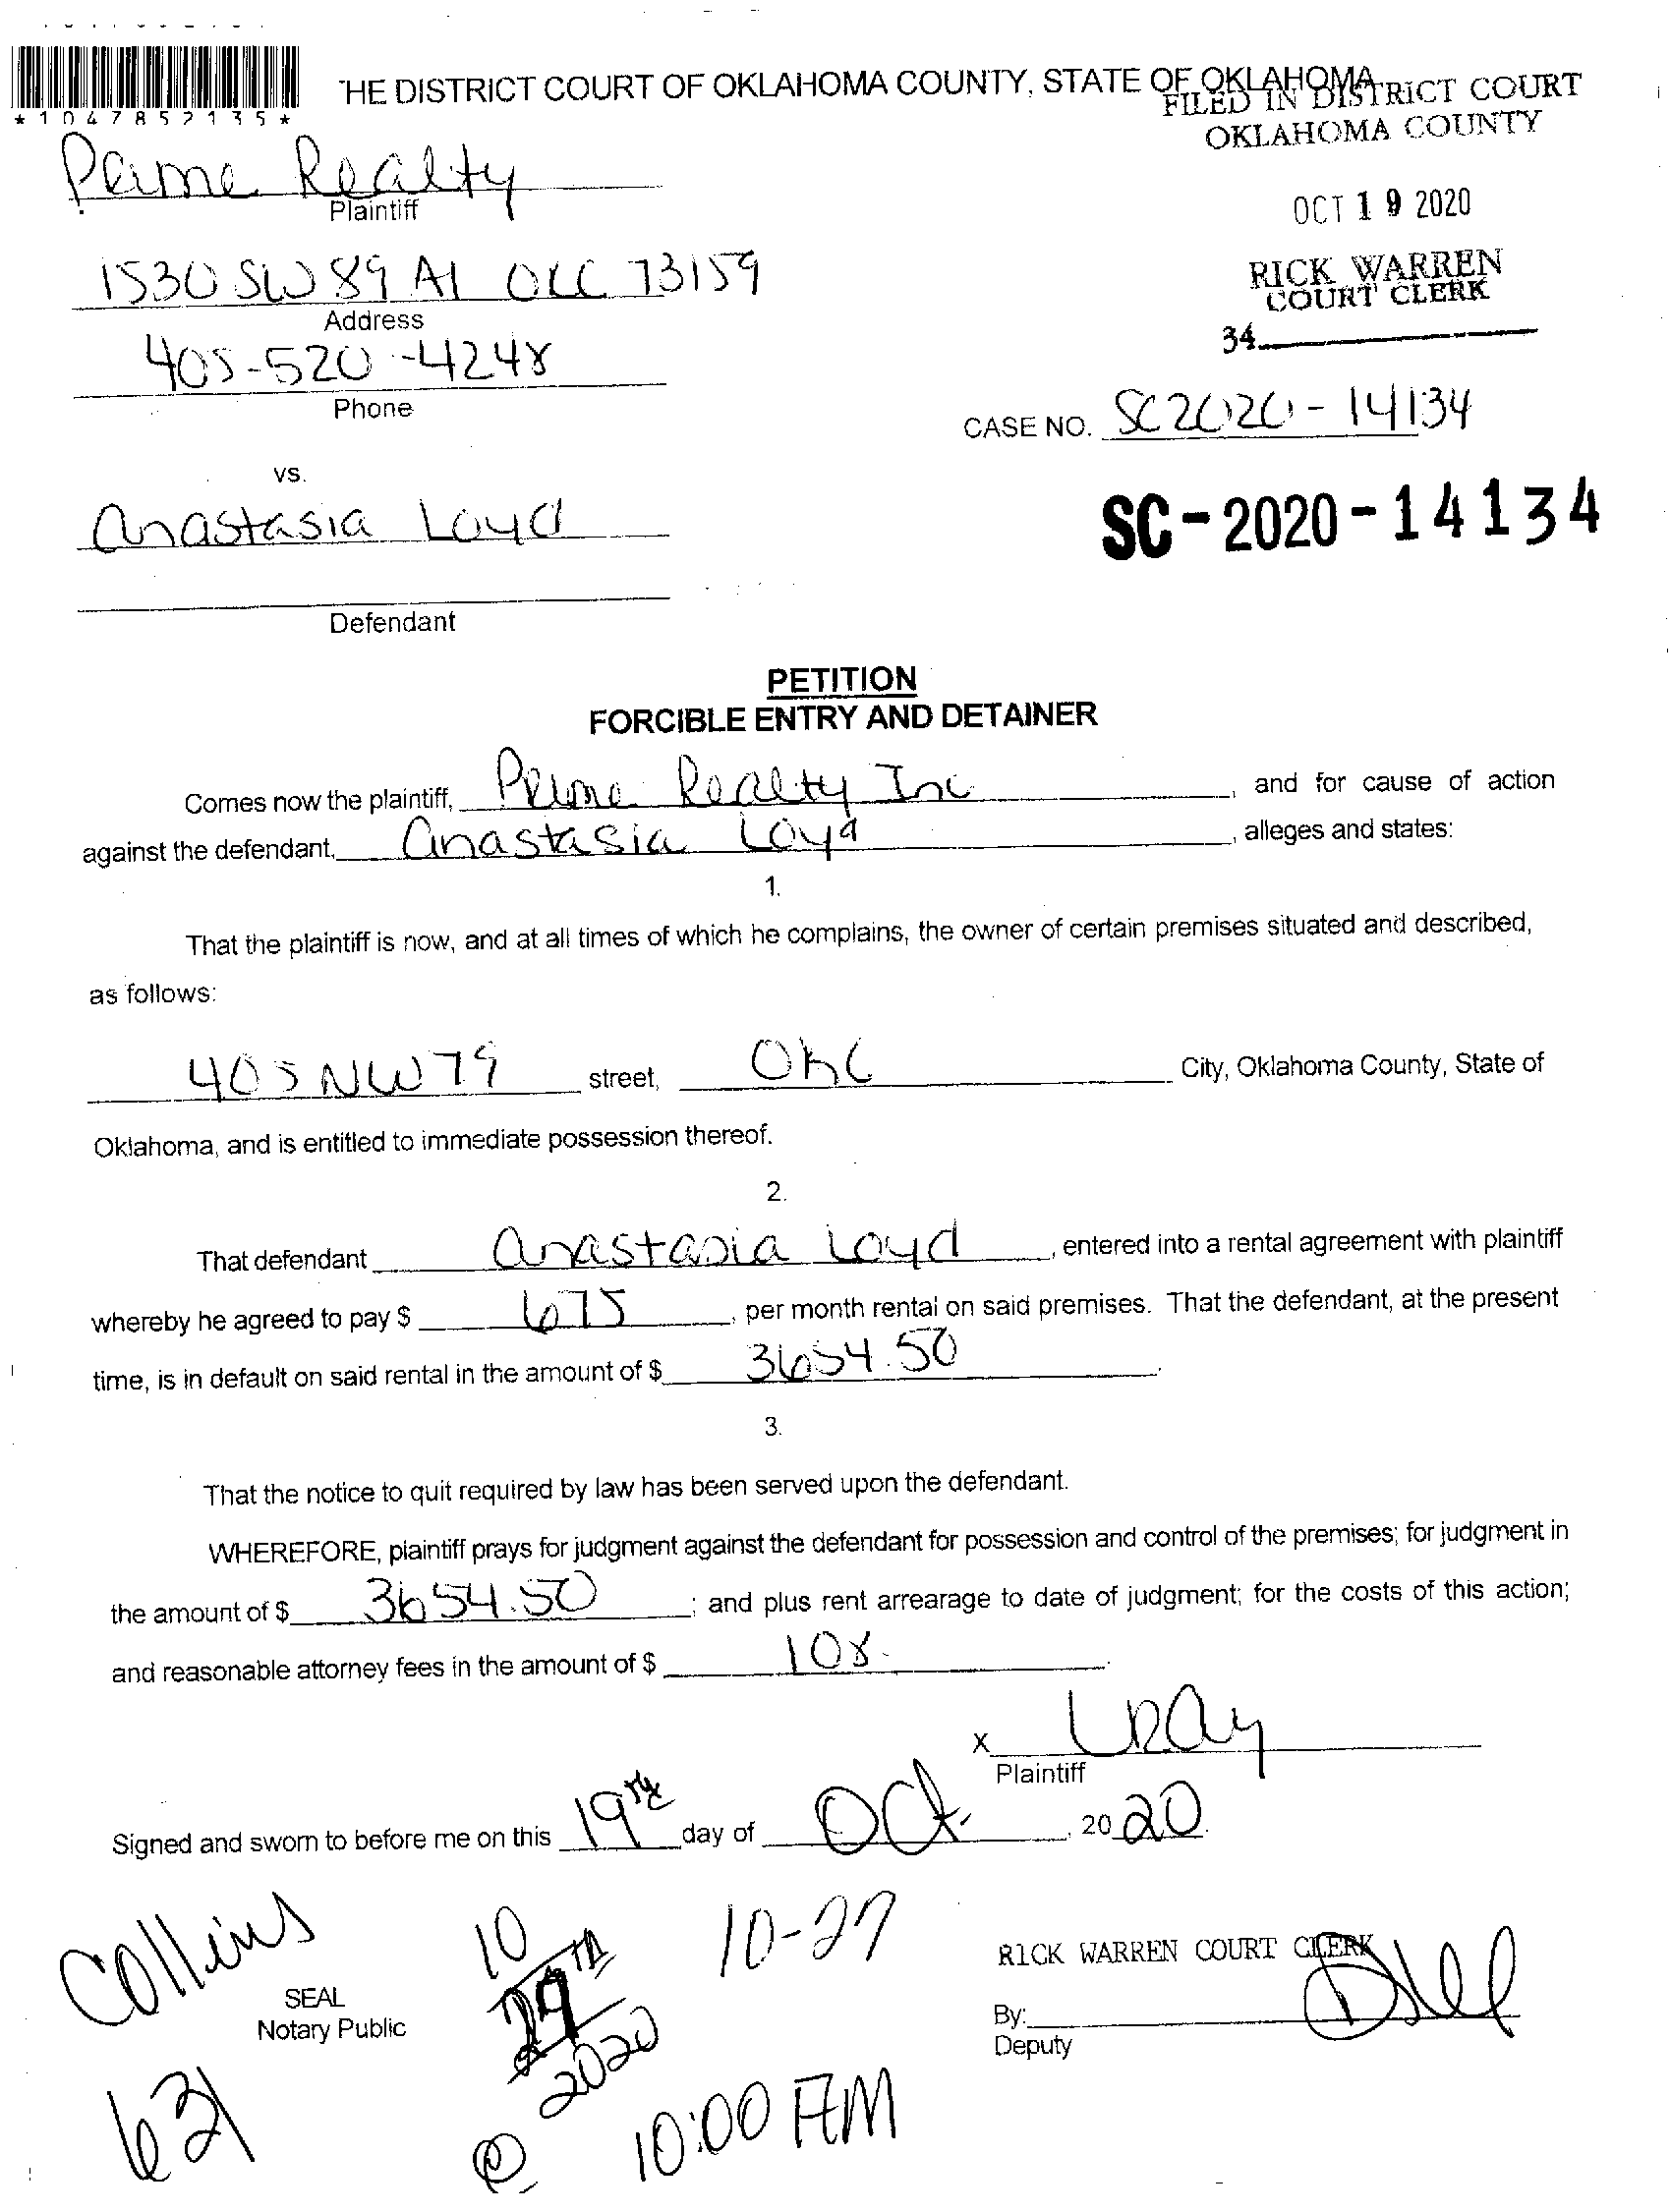 *1047852135*
THE DISTRICT COURT OF OKLAHOMA COUNTY, STATE OF OKLAHOMA
FILED IN DISTRICT COURT
OKLAHOMA COUNTY
Prime Realty
Plaintiff
OCT 19 2020
1530 SW 89 A1 OKC 73159
Address
RICK WARREN
COURT CLERK
34
405-520-4248
Phone
CASE NO. SC2020-14134
vs.
Anastasia Loyd
SC-2020-14134
Defendant
PETITION
FORCIBLE ENTRY AND DETAINER
Comes now the plaintiff, Prime Realty Inc, and for cause of action
against the defendant, Anastasia Loyd, alleges and states:
1.
That the plaintiff is now, and at all times of which he complains, the owner of certain premises situated and described,
as follows:
405 NW 79 street, OKC City, Oklahoma County, State of
Oklahoma, and is entitled to immediate possession thereof.
2.
That defendant Anastasia Loyd, entered into a rental agreement with plaintiff
whereby he agreed to pay $ 675, per month rental on said premises. That the defendant, at the present
time, is in default on said rental in the amount of $ 3654.50.
3.
That the notice to quit required by law has been served upon the defendant.
WHEREFORE, plaintiff prays for judgment against the defendant for possession and control of the premises; for judgment in
the amount of $ 3654.50; and plus rent arrearage to date of judgment; for the costs of this action;
and reasonable attorney fees in the amount of $ 108.
x LRay
Plaintiff
Signed and sworn to before me on this 19th day of Oct., 2020.
Collins
10
10-27
RICK WARREN COURT CLERK
SEAL
Notary Public
2020
By:
Deputy
631
@ 10:00 AM